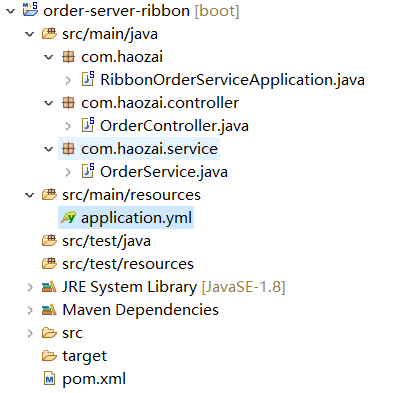 order-server-ribbon [boot]
src/main/java
com.haozai
RibbonOrderServiceApplication.java
com.haozai.controller
OrderController.java
com.haozai.service
OrderService.java
src/main/resources
application.yml
src/test/java
src/test/resources
JRE System Library [JavaSE-1.8]
Maven Dependencies
src
target
pom.xml